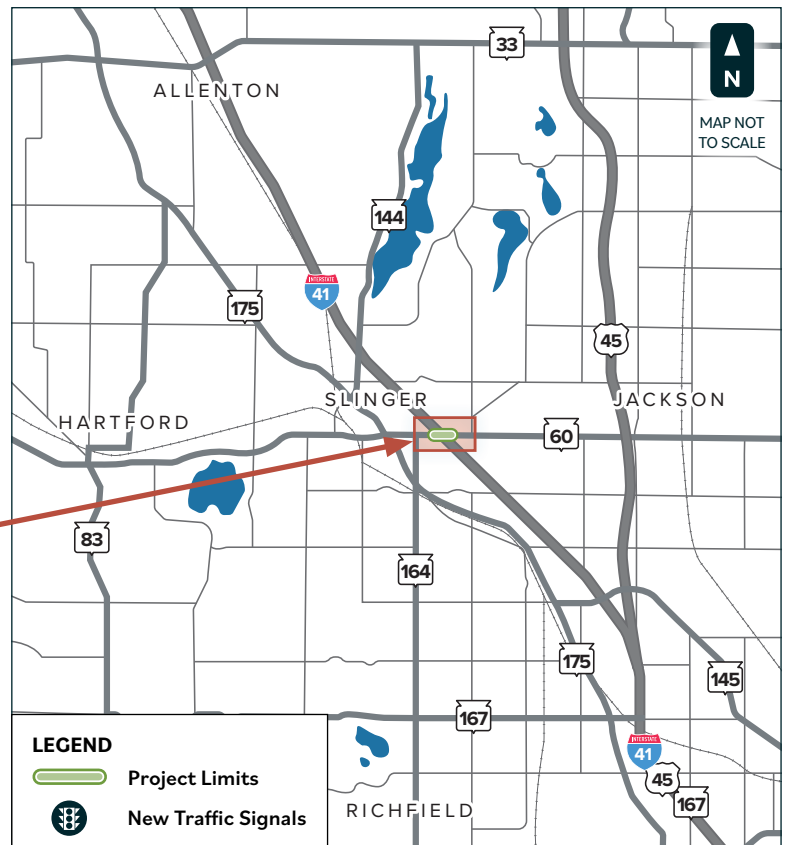 33
N
MAP NOT
TO SCALE
ALLENTON
144
INTERSTATE
41
175
45
SLINGER
JACKSON
HARTFORD
60
83
164
175
145
167
INTERSTATE
41
45
167
RICHFIELD
LEGEND
Project Limits
New Traffic Signals